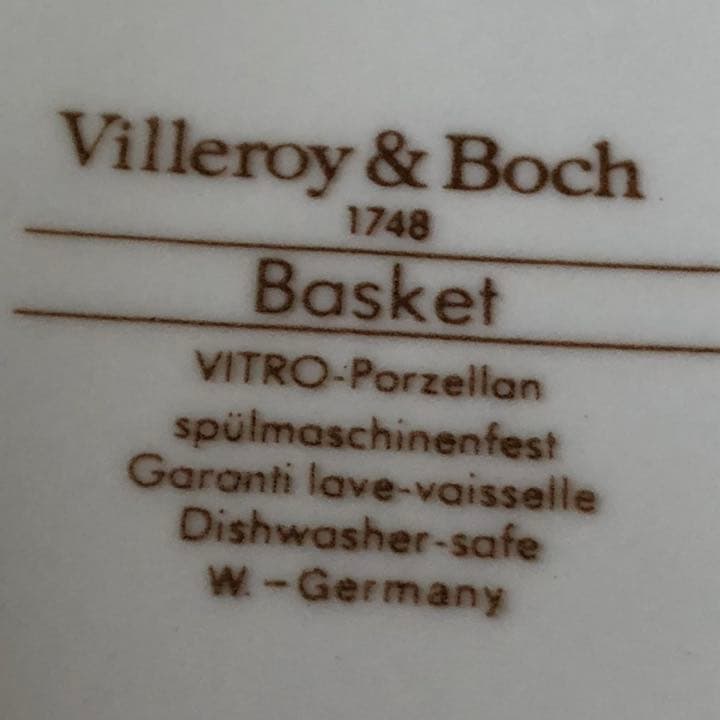 Villeroy & Boch
1748
Basket
VITRO-Porzellan
spülmaschinenfest
Garanti lave-vaisselle
Dishwasher-safe
W. - Germany